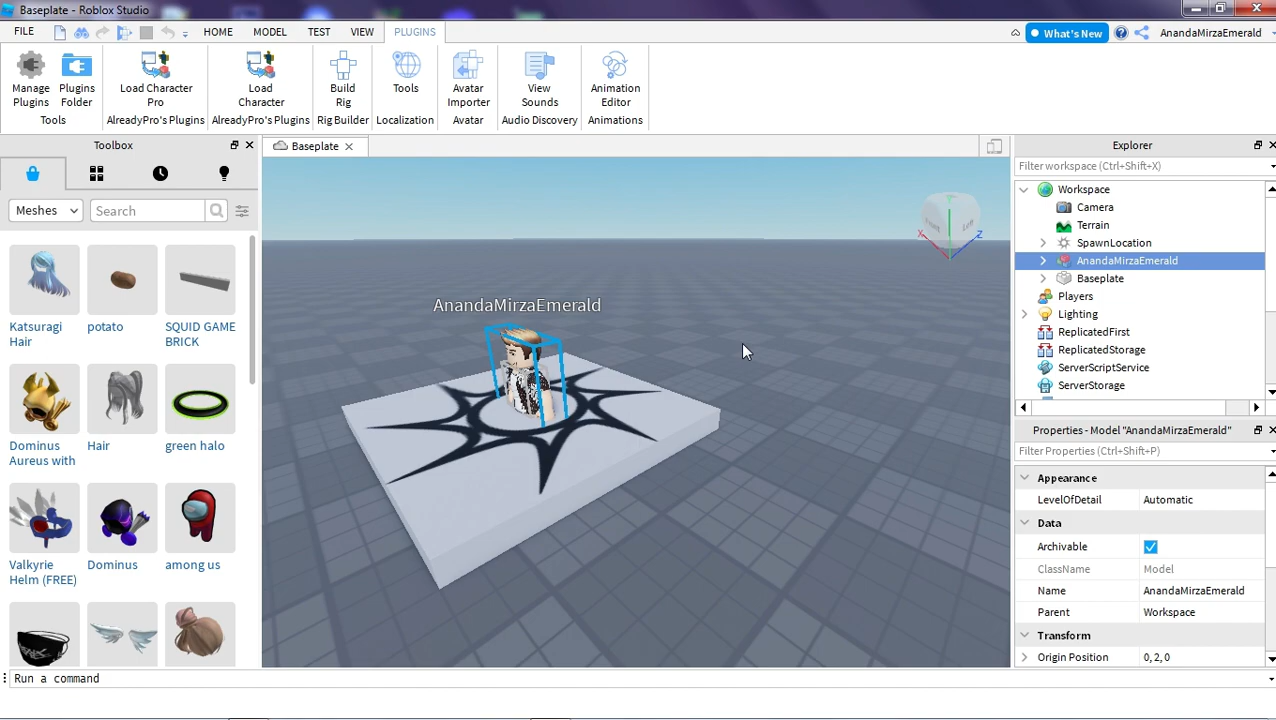 Baseplate - Roblox Studio
FILE HOME MODEL TEST VIEW PLUGINS What's New AnandaMirzaEmerald
Manage Plugins
Plugins Folder
Tools
Load Character Pro
AlreadyPro's Plugins
Load Character
AlreadyPro's Plugins
Build Rig
Rig Builder
Tools
Localization
Avatar Importer
Avatar
View Sounds
Audio Discovery
Animation Editor
Animations
Toolbox
Meshes
Search
Katsuragi Hair
potato
SQUID GAME BRICK
Dominus Aureus with
Hair
green halo
Valkyrie Helm (FREE)
Dominus
among us
Baseplate
AnandaMirzaEmerald
X
Y
Z
Front
Left
Explorer
Filter workspace (Ctrl+Shift+X)
Workspace
Camera
Terrain
SpawnLocation
AnandaMirzaEmerald
Baseplate
Players
Lighting
ReplicatedFirst
ReplicatedStorage
ServerScriptService
ServerStorage
Properties - Model "AnandaMirzaEmerald"
Filter Properties (Ctrl+Shift+P)
Appearance
LevelOfDetail Automatic
Data
Archivable
ClassName Model
Name AnandaMirzaEmerald
Parent Workspace
Transform
Origin Position 0, 2, 0
Run a command